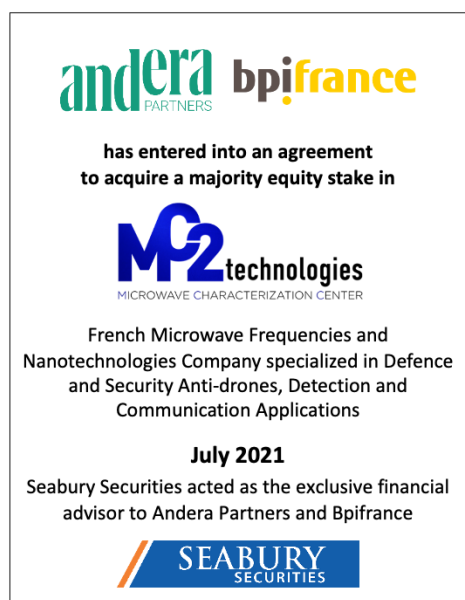 andera PARTNERS bpifrance
has entered into an agreement
to acquire a majority equity stake in
MC2 technologies
MICROWAVE CHARACTERIZATION CENTER
French Microwave Frequencies and
Nanotechnologies Company specialized in Defence
and Security Anti-drones, Detection and
Communication Applications
July 2021
Seabury Securities acted as the exclusive financial
advisor to Andera Partners and Bpifrance
SEABURY
SECURITIES